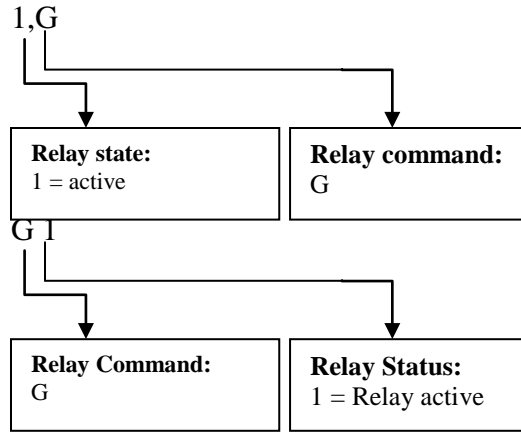 1,G
Relay state:
1 = active
Relay command:
G
G 1
Relay Command:
G
Relay Status:
1 = Relay active